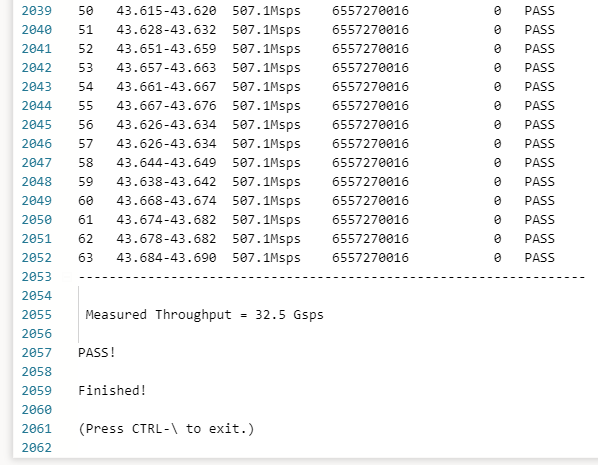 2039 50 43.615-43.620 507.1Msps 6557270016 0 PASS
2040 51 43.628-43.632 507.1Msps 6557270016 0 PASS
2041 52 43.651-43.659 507.1Msps 6557270016 0 PASS
2042 53 43.657-43.663 507.1Msps 6557270016 0 PASS
2043 54 43.661-43.667 507.1Msps 6557270016 0 PASS
2044 55 43.667-43.676 507.1Msps 6557270016 0 PASS
2045 56 43.626-43.634 507.1Msps 6557270016 0 PASS
2046 57 43.626-43.634 507.1Msps 6557270016 0 PASS
2047 58 43.644-43.649 507.1Msps 6557270016 0 PASS
2048 59 43.638-43.642 507.1Msps 6557270016 0 PASS
2049 60 43.668-43.674 507.1Msps 6557270016 0 PASS
2050 61 43.674-43.682 507.1Msps 6557270016 0 PASS
2051 62 43.678-43.682 507.1Msps 6557270016 0 PASS
2052 63 43.684-43.690 507.1Msps 6557270016 0 PASS
2053 ------------------------------------------------------------------
2054
2055 Measured Throughput = 32.5 Gsps
2056
2057 PASS!
2058
2059 Finished!
2060
2061 (Press CTRL-\ to exit.)
2062